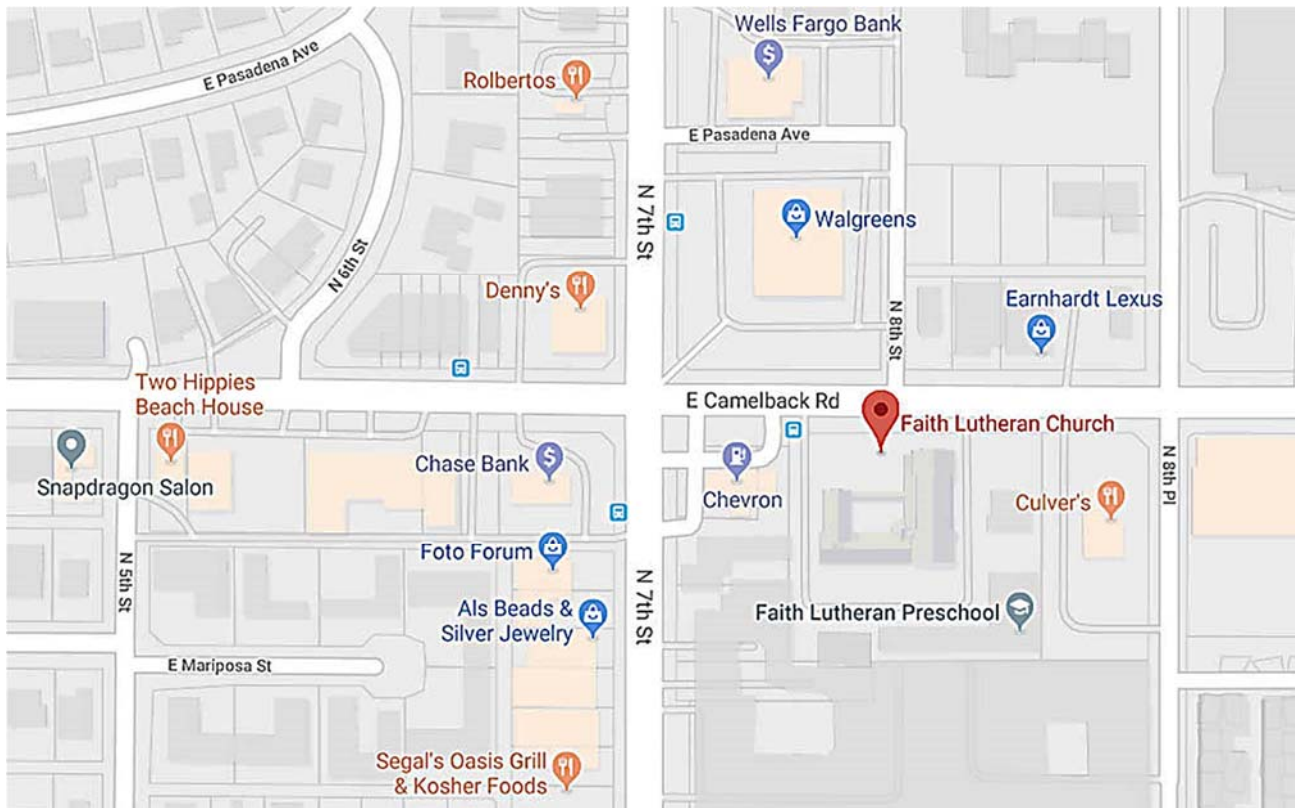 Wells Fargo Bank
E Pasadena Ave
Rolbertos
E Pasadena Ave
N 7th St
Walgreens
N 6th St
Denny's
Earnhardt Lexus
N 8th St
Two Hippies
Beach House
E Camelback Rd
Faith Lutheran Church
Chase Bank
Snapdragon Salon
Chevron
Culver's
N 8th Pl
Foto Forum
N 5th St
N 7th St
Als Beads &
Silver Jewelry
Faith Lutheran Preschool
E Mariposa St
Segal's Oasis Grill
& Kosher Foods